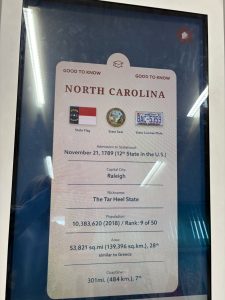 GOOD TO KNOW GOOD TO KNOW
NORTH CAROLINA
State Flag State Seal State License Plate
Admission to Statehood:
November 21, 1789 (12th State in the U.S.)
Capital City:
Raleigh
Nickname:
The Tar Heel State
Population:
10,383,620 (2018) / Rank: 9 of 50
Area:
53,821 sq.mi (139,396 sq.km.), 28th
similar to Greece
Coastline:
301mi. (484 km.), 7th